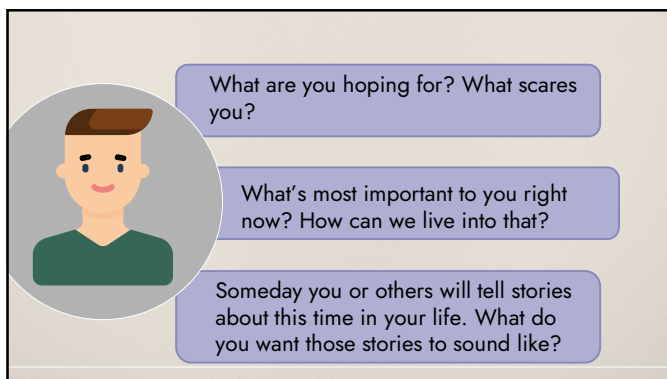 What are you hoping for? What scares
you?
What's most important to you right
now? How can we live into that?
Someday you or others will tell stories
about this time in your life. What do
you want those stories to sound like?